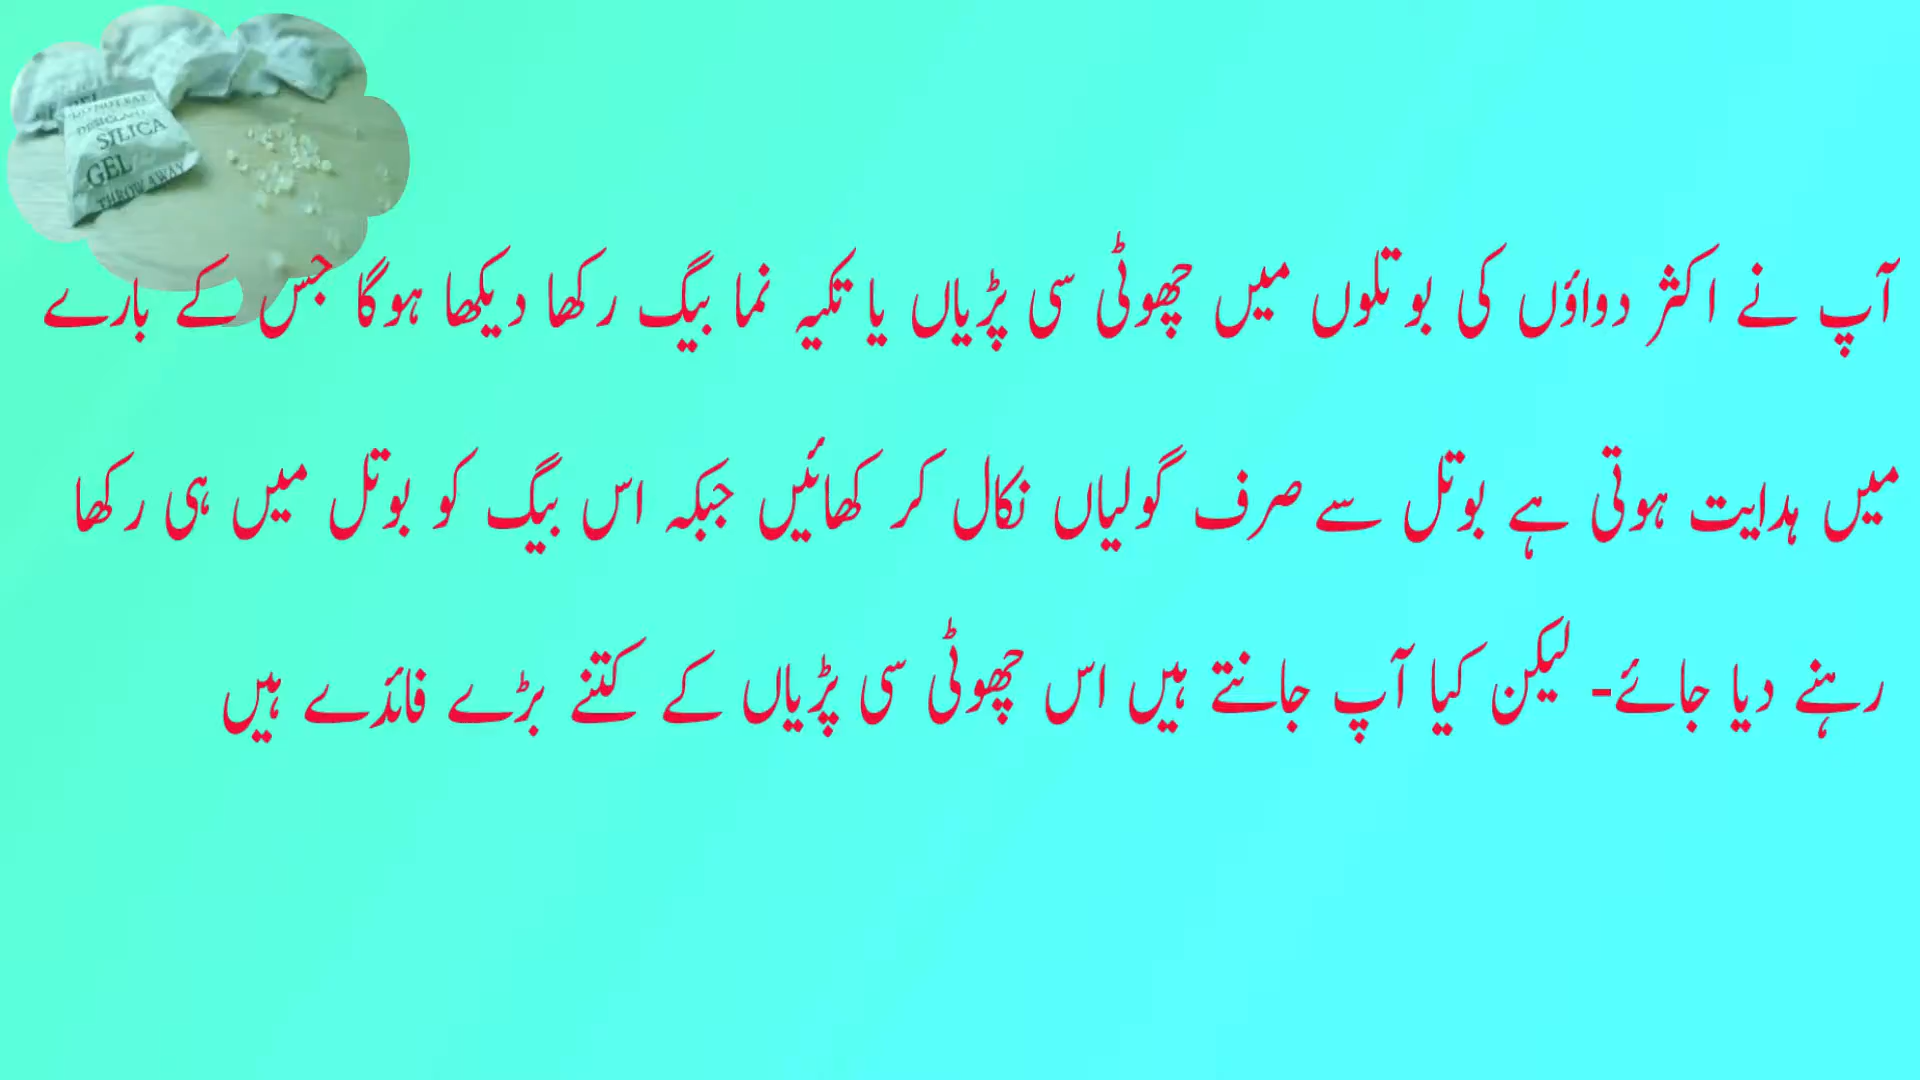 DO NOT EAT
SILICA
GEL
THROW AWAY
آپ نے اکثر دواؤں کی بوتلوں میں چھوٹی سی پڑیاں یا تکیہ نما بیگ رکھا دیکھا ہوگا جس کے بارے
میں ہدایت ہوتی ہے بوتل سے صرف گولیاں نکال کر کھائیں جبکہ اس بیگ کو بوتل میں ہی رکھا
رہنے دیا جائے- لیکن کیا آپ جانتے ہیں اس چھوٹی سی پڑیاں کے کتنے بڑے فائدے ہیں